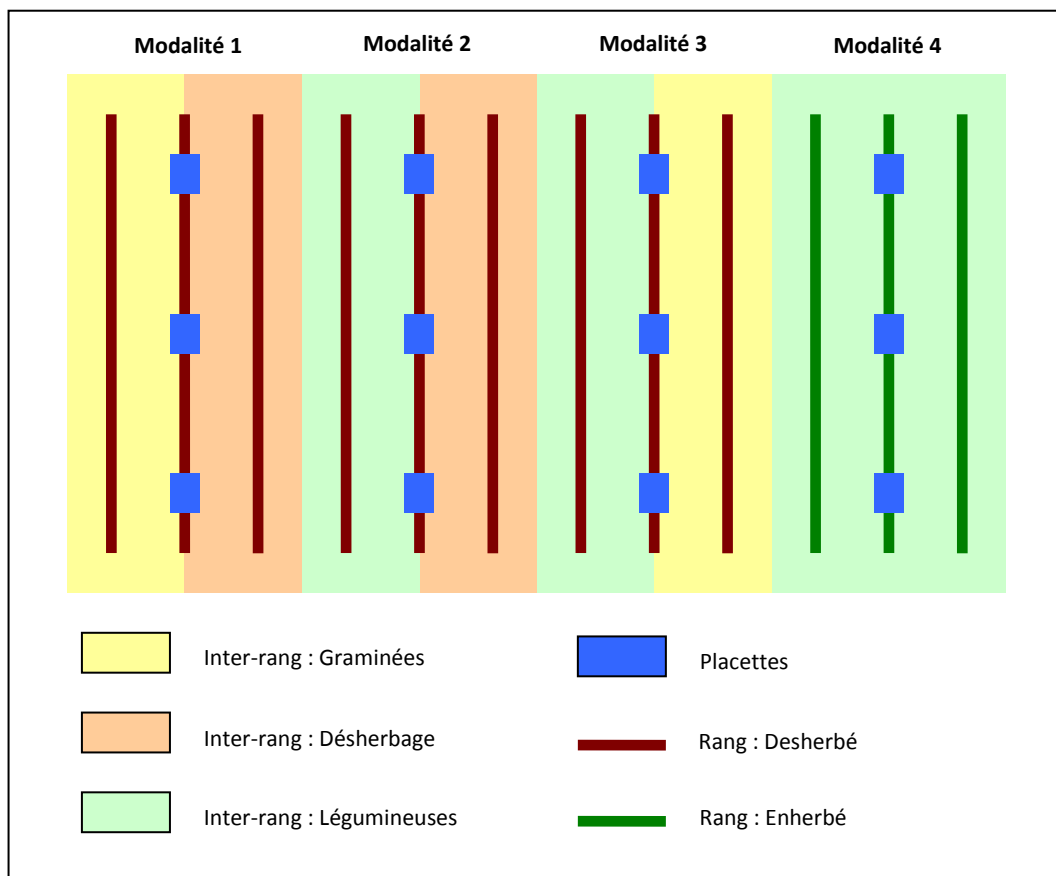 Modalité 1
Modalité 2
Modalité 3
Modalité 4
Inter-rang : Graminées
Placettes
Inter-rang : Désherbage
Rang : Desherbé
Inter-rang : Légumineuses
Rang : Enherbé